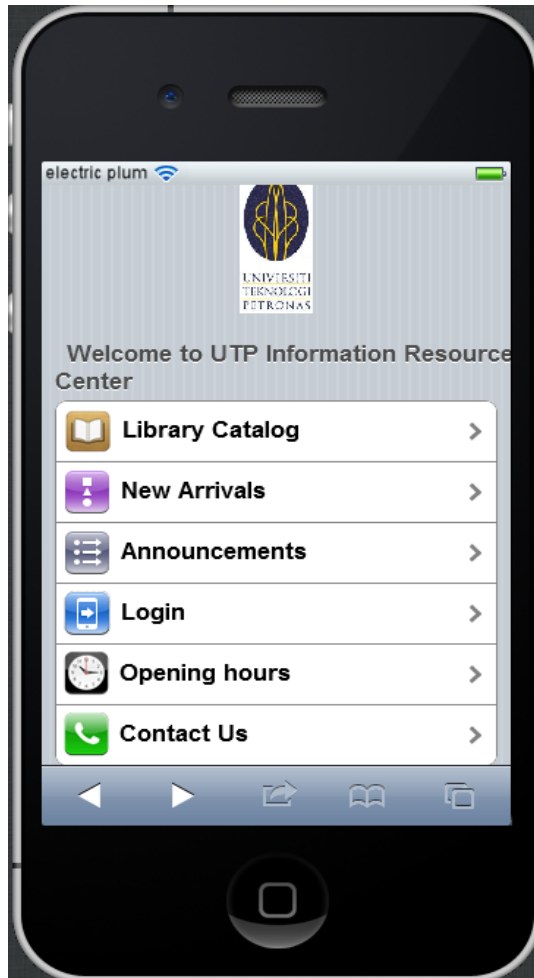 electric plum
UNIVERSITI
TEKNOLOGI
PETRONAS
Welcome to UTP Information Resource
Center
Library Catalog
New Arrivals
Announcements
Login
Opening hours
Contact Us